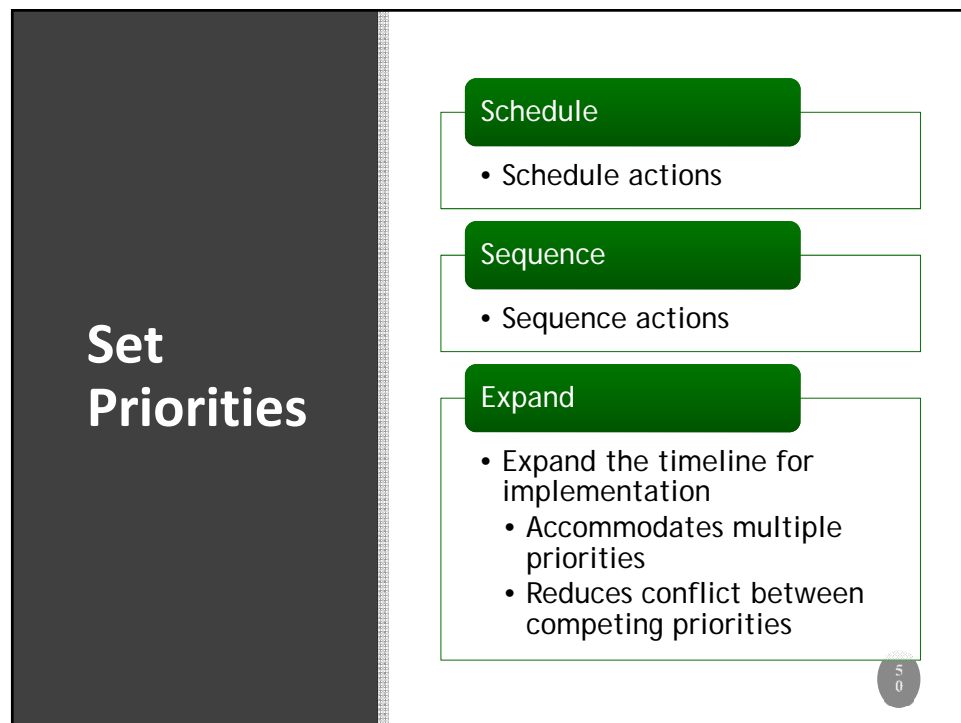 Set
Priorities
Schedule
• Schedule actions
Sequence
• Sequence actions
Expand
• Expand the timeline for
implementation
• Accommodates multiple
priorities
• Reduces conflict between
competing priorities
5
0